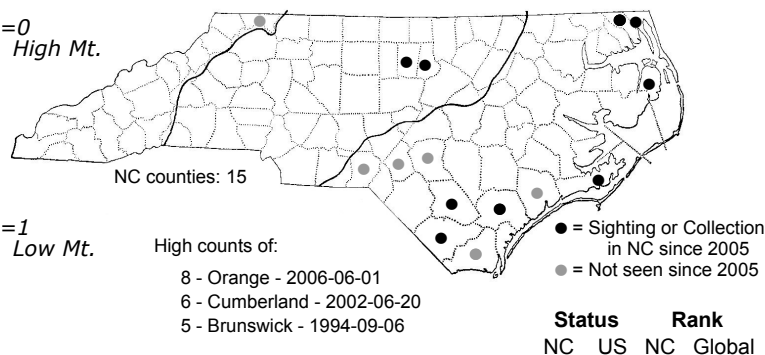 =0
High Mt.
NC counties: 15
=1
Low Mt.
High counts of:
8 - Orange - 2006-06-01
6 - Cumberland - 2002-06-20
5 - Brunswick - 1994-09-06
● = Sighting or Collection
in NC since 2005
● = Not seen since 2005
Status Rank
NC US NC Global